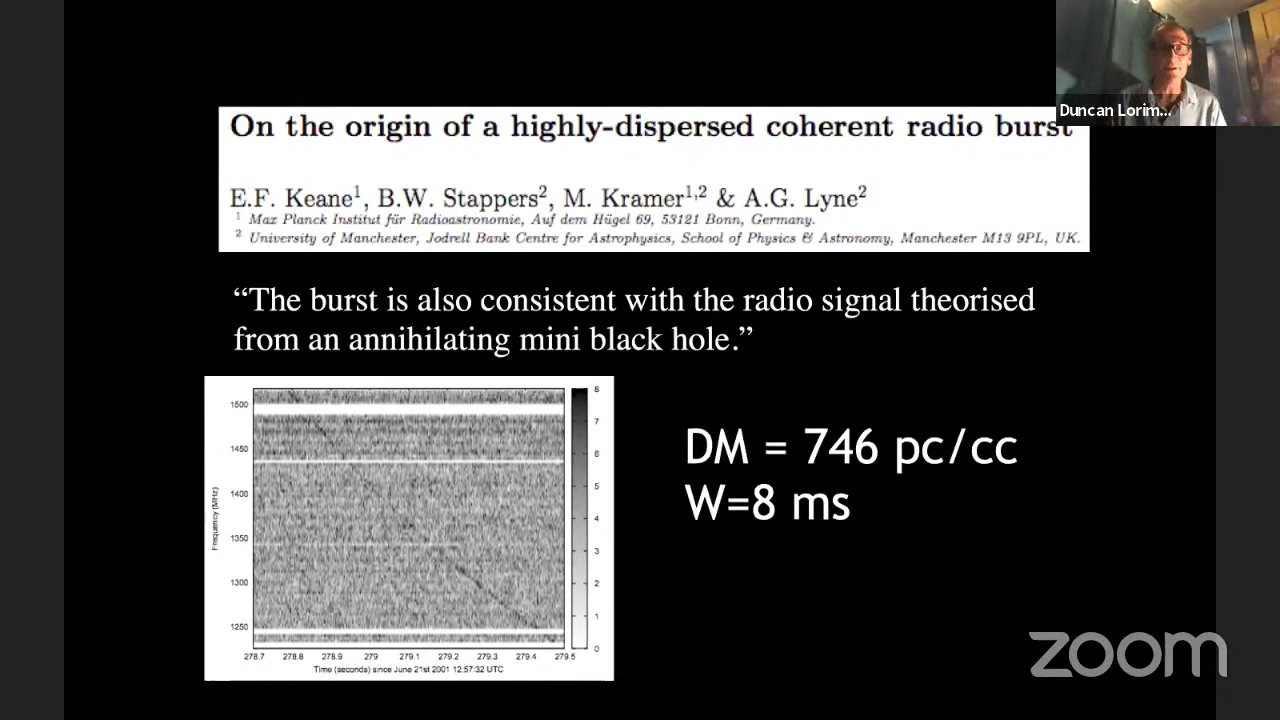 On the origin of a highly-dispersed coherent radio burst
Duncan Lorim...
E.F. Keane¹, B.W. Stappers², M. Kramer¹,² & A.G. Lyne²
¹ Max Planck Institut für Radioastronomie, Auf dem Hügel 69, 53121 Bonn, Germany.
² University of Manchester, Jodrell Bank Centre for Astrophysics, School of Physics & Astronomy, Manchester M13 9PL, UK.
“The burst is also consistent with the radio signal theorised
from an annihilating mini black hole.”
DM = 746 pc/cc
W=8 ms
Frequency (MHz)
1500
1450
1400
1350
1300
1250
8
7
6
5
4
3
2
1
0
278.7 278.8 278.9 279 279.1 279.2 279.3 279.4 279.5
Time (seconds) since June 21st 2001 12:57:32 UTC
zoom